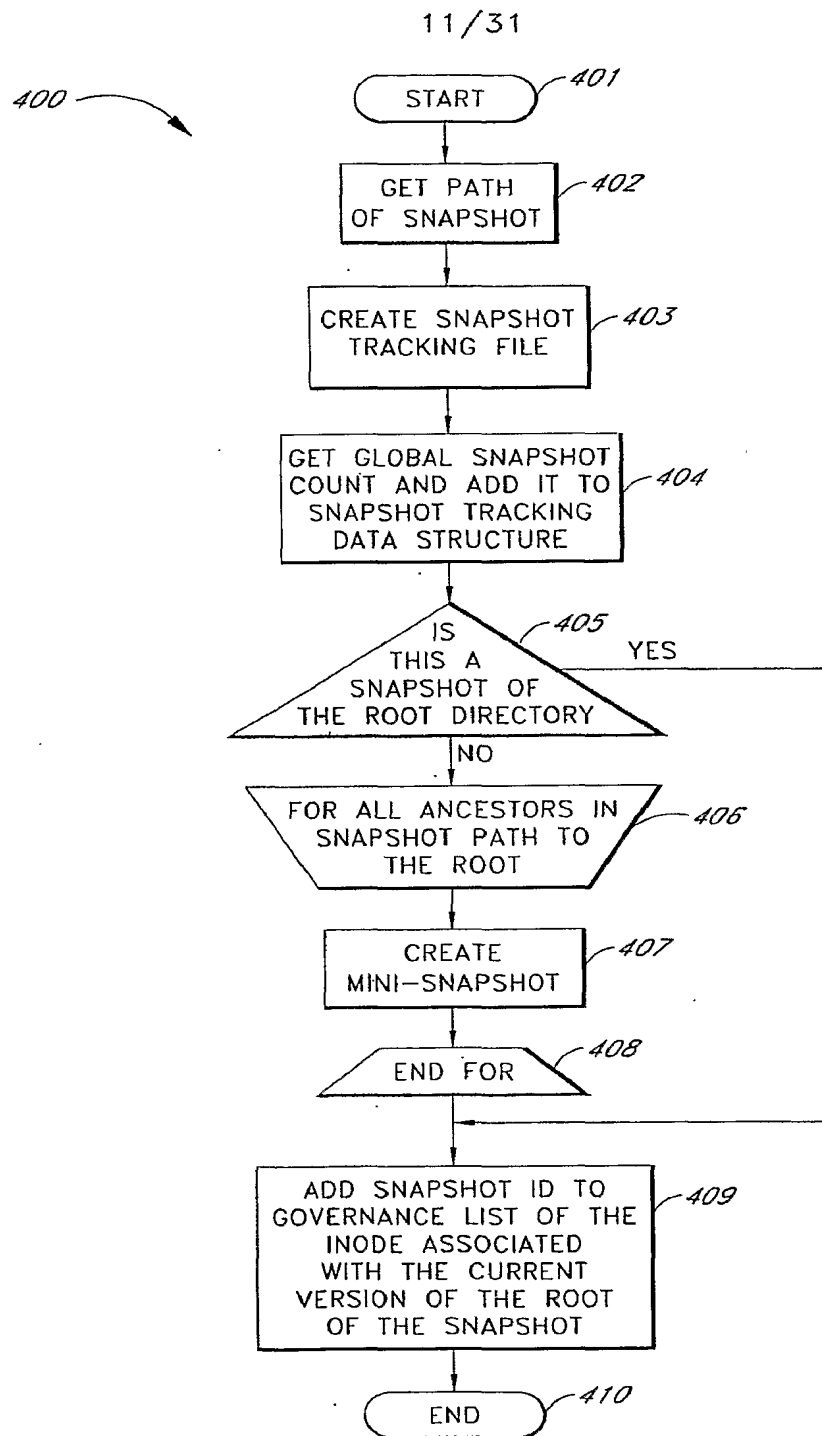 11/31
400
START
401
GET PATH
OF SNAPSHOT
402
CREATE SNAPSHOT
TRACKING FILE
403
GET GLOBAL SNAPSHOT
COUNT AND ADD IT TO
SNAPSHOT TRACKING
DATA STRUCTURE
404
IS
THIS A
SNAPSHOT OF
THE ROOT DIRECTORY
405
YES
NO
FOR ALL ANCESTORS IN
SNAPSHOT PATH TO
THE ROOT
406
CREATE
MINI-SNAPSHOT
407
END FOR
408
ADD SNAPSHOT ID TO
GOVERNANCE LIST OF THE
INODE ASSOCIATED
WITH THE CURRENT
VERSION OF THE ROOT
OF THE SNAPSHOT
409
END
410